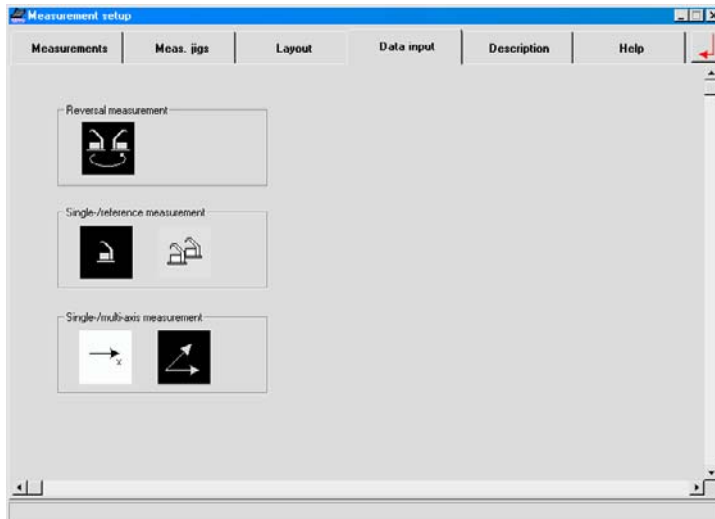 Measurement setup
Measurements Meas. jigs Layout Data input Description Help
Reversal measurement
Single-/reference measurement
Single-/multi-axis measurement
x